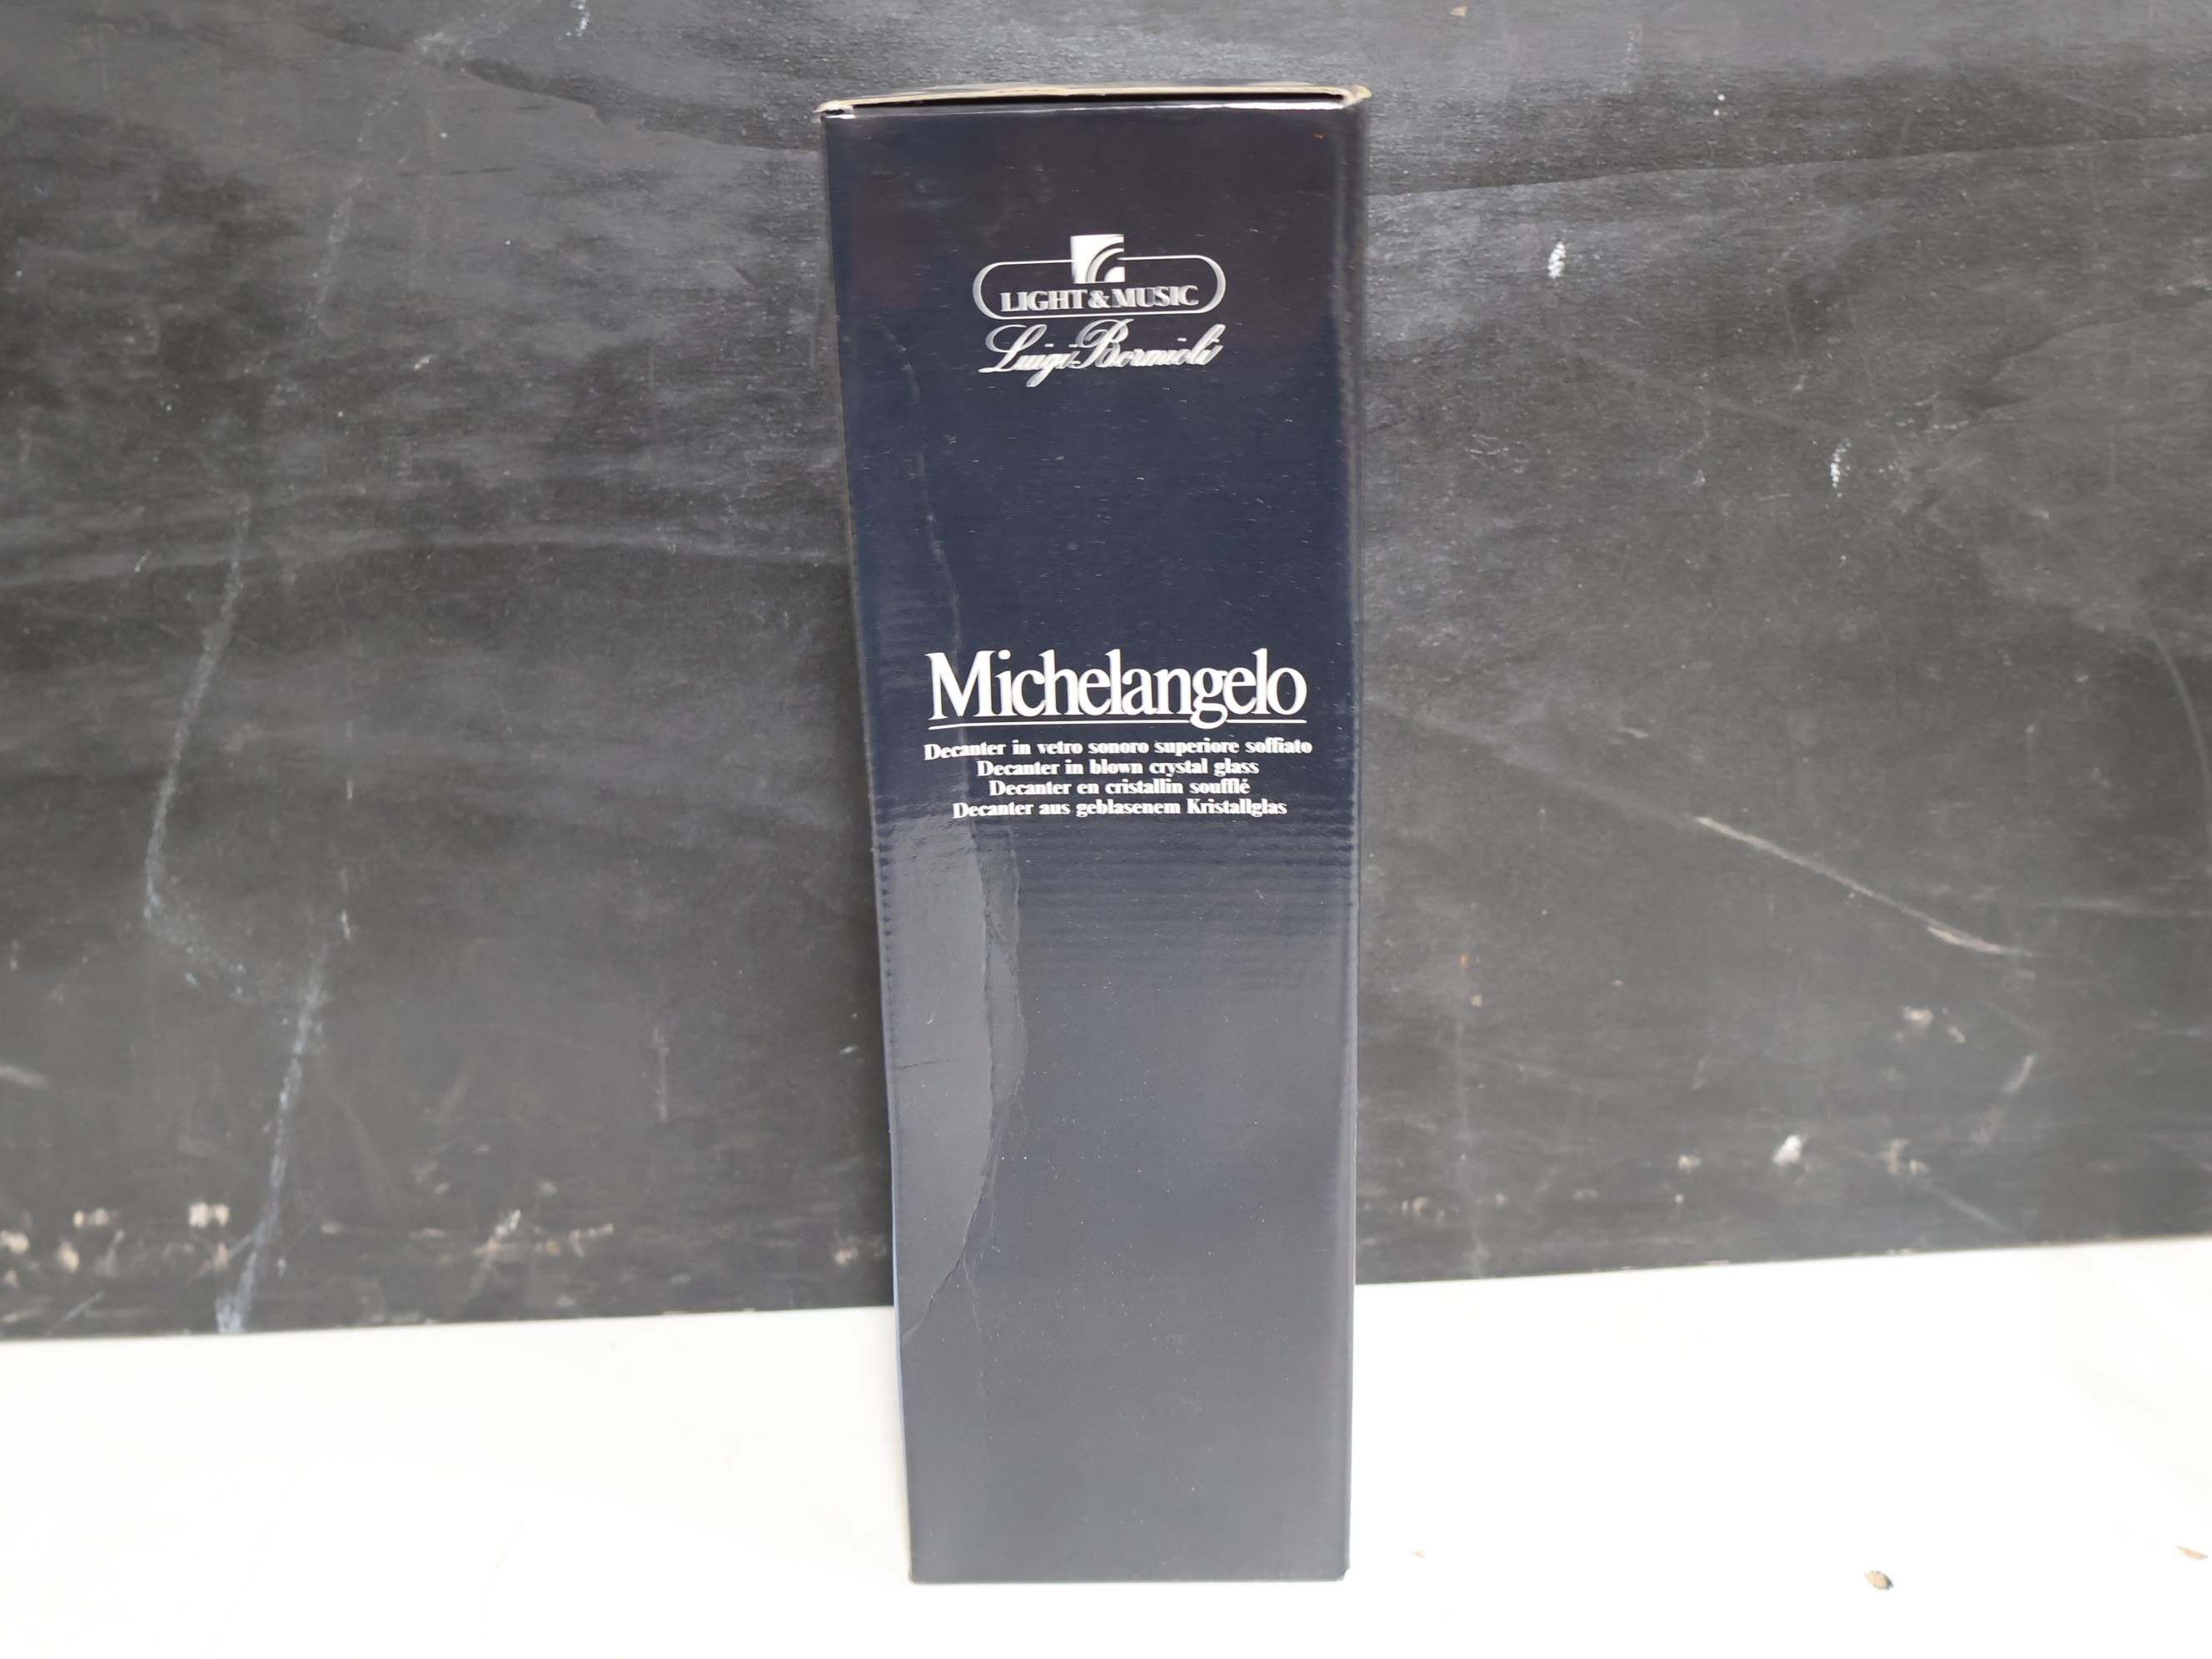 LIGHT & MUSIC
Luigi Bormioli
Michelangelo
Decanter in vetro sonoro superiore soffiato
Decanter in blown crystal glass
Decanter en cristallin soufflé
Decanter aus geblasenem Kristallglas